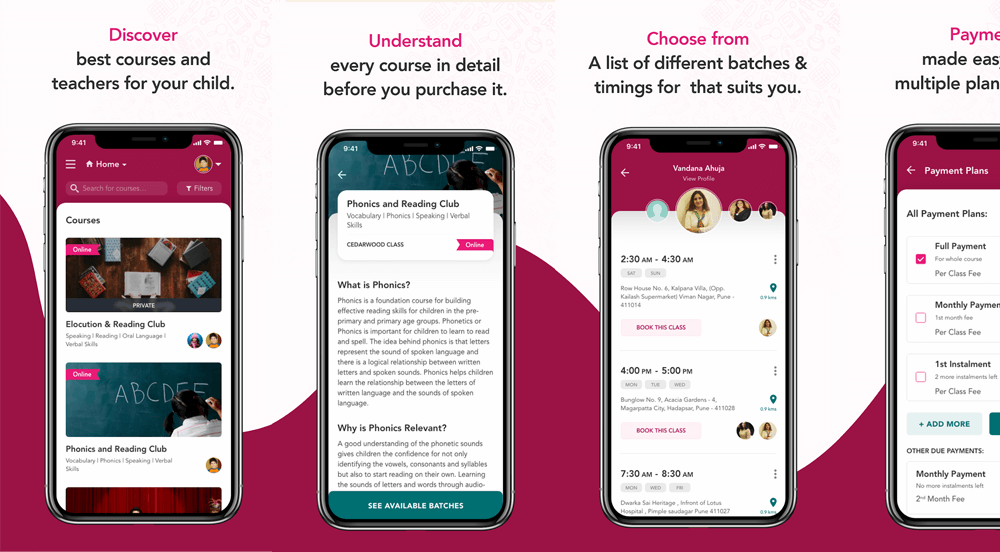 Discover
best courses and
teachers for your child.
9:41
Home
Search for courses...
Filters
Courses
Online
PRIVATE
Elocution & Reading Club
Speaking | Reading | Oral Language |
Verbal Skills
Online
ABCDEF
Phonics and Reading Club
Vocabulary | Phonics | Speaking | Verbal
Skills
Understand
every course in detail
before you purchase it.
9:41
ABCDEF
Phonics and Reading Club
Vocabulary | Phonics | Speaking | Verbal
Skills
CEDARWOOD CLASS
Online
What is Phonics?
Phonics is a foundation course for building
effective reading skills for children in the pre-
primary and primary age groups. Phonetics or
Phonics is important for children to learn to read
and spell. The idea behind phonics is that letters
represent the sound of spoken language and
there is a logical relationship between written
letters and spoken sounds. Phonics helps children
learn the relationship between the letters of
written language and the sounds of spoken
language.
Why is Phonics Relevant?
A good understanding of the phonetic sounds
gives children the confidence for not only
identifying the vowels, consonants and syllables
but also to start reading on their own. Learning
the sounds of letters and words through audio-
SEE AVAILABLE BATCHES
Choose from
A list of different batches &
timings for that suits you.
9:41
Vandana Ahuja
View Profile
2:30 AM - 4:30 AM
SAT SUN
Row House No. 6, Kalpana Villa, (Opp.
Kailash Supermarket) Viman Nagar, Pune -
411014
0.9 kms
BOOK THIS CLASS
4:00 PM - 5:00 PM
MON TUE WED
Bunglow No. 9, Acacia Gardens - 4,
Magarpatta City, Hadapsar, Pune - 411028
0.9 kms
BOOK THIS CLASS
7:30 AM - 8:30 AM
MON WED FRI
Dwarka Sai Heritage , Infront of Lotus
Hospital , Pimple saudagar Pune 411027
0.9 kms
Payme
made eas
multiple plan
9:41
Payment Plans
All Payment Plans:
Full Payment
For whole course
Per Class Fee
Monthly Paymen
1st month fee
Per Class Fee
1st Instalment
2 more instalments left
Per Class Fee
+ ADD MORE
OTHER DUE PAYMENTS:
Monthly Payment
No more instalments left
2nd Month Fee